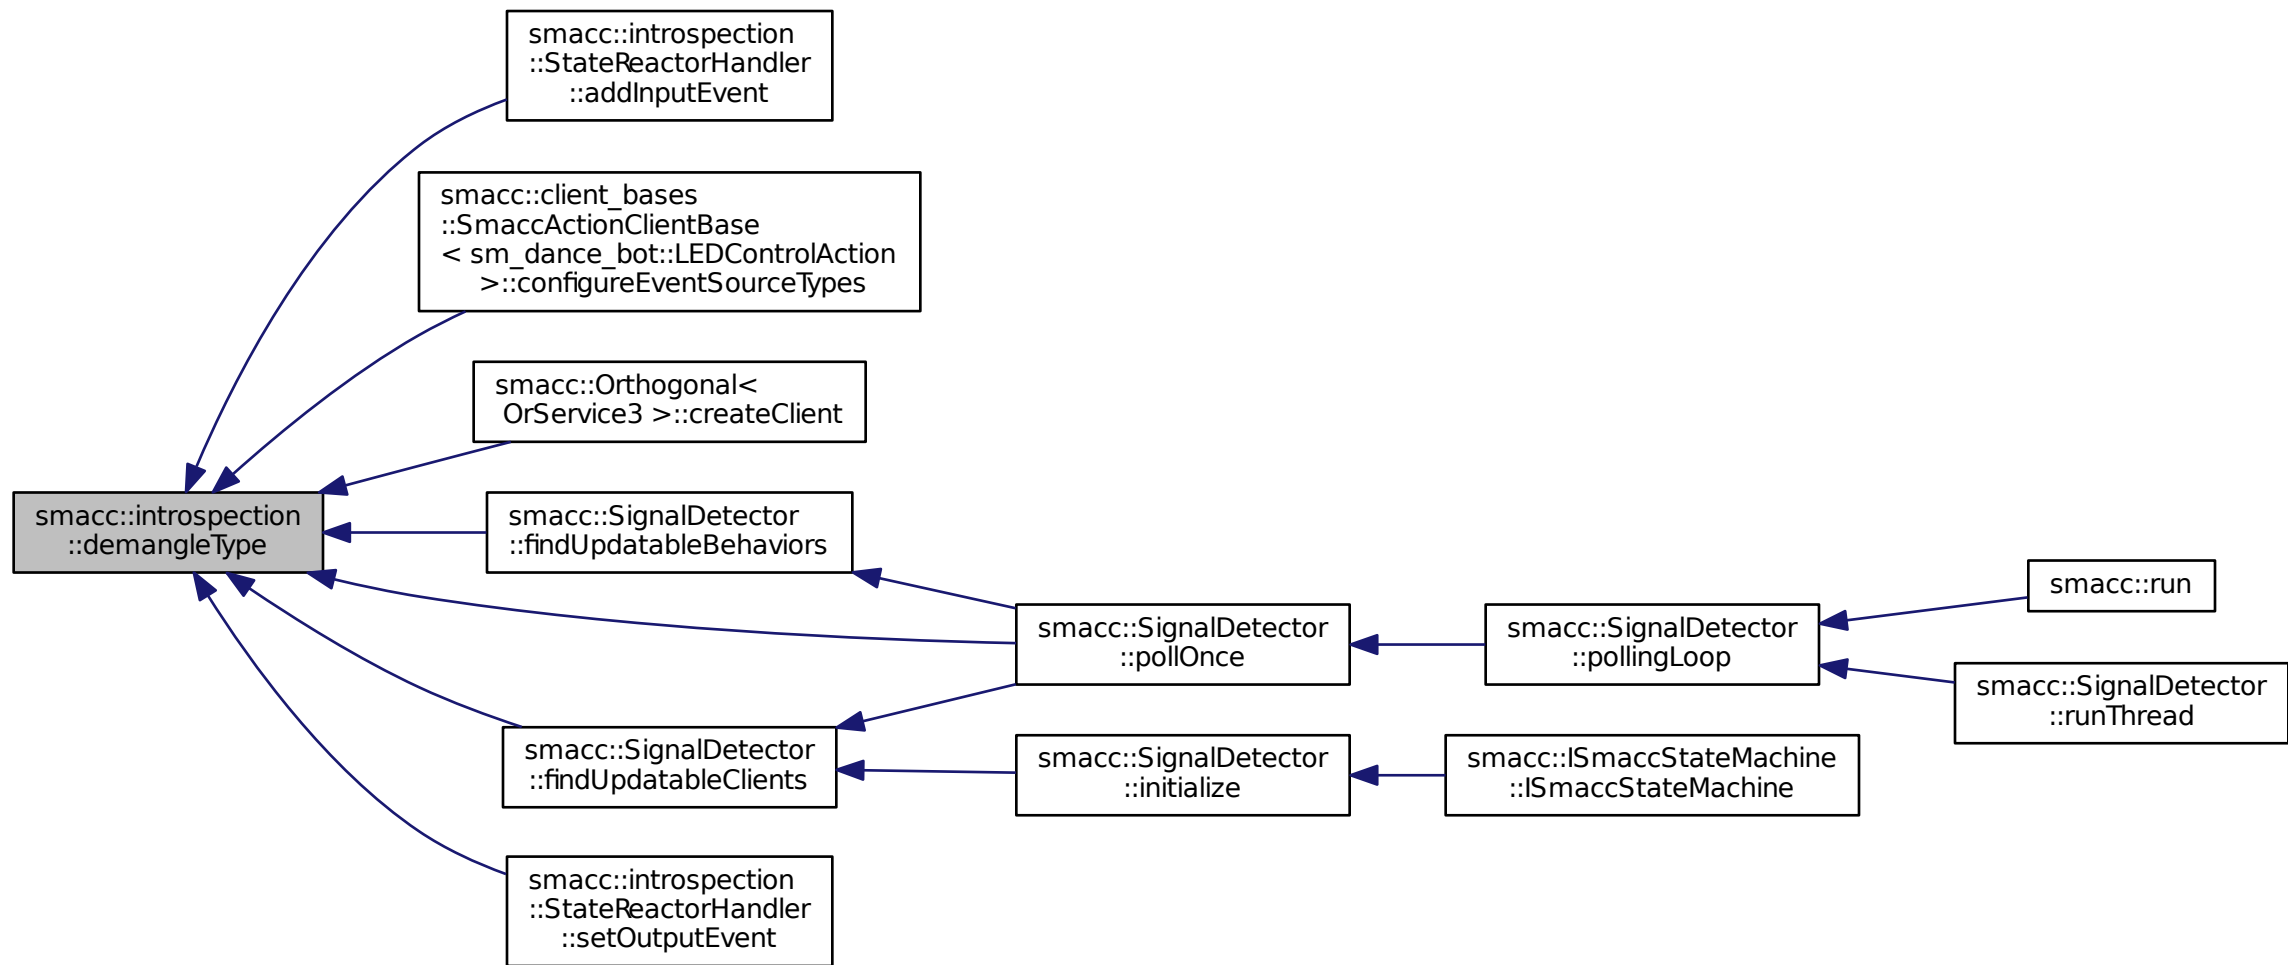 smacc::introspection
::StateReactorHandler
::addInputEvent
smacc::client_bases
::SmaccActionClientBase
< sm_dance_bot::LEDControlAction
>::configureEventSourceTypes
smacc::Orthogonal<
OrService3 >::createClient
smacc::introspection
::demangleType
smacc::SignalDetector
::findUpdatableBehaviors
smacc::SignalDetector
::pollOnce
smacc::SignalDetector
::pollingLoop
smacc::run
smacc::SignalDetector
::runThread
smacc::SignalDetector
::findUpdatableClients
smacc::SignalDetector
::initialize
smacc::ISmaccStateMachine
::ISmaccStateMachine
smacc::introspection
::StateReactorHandler
::setOutputEvent